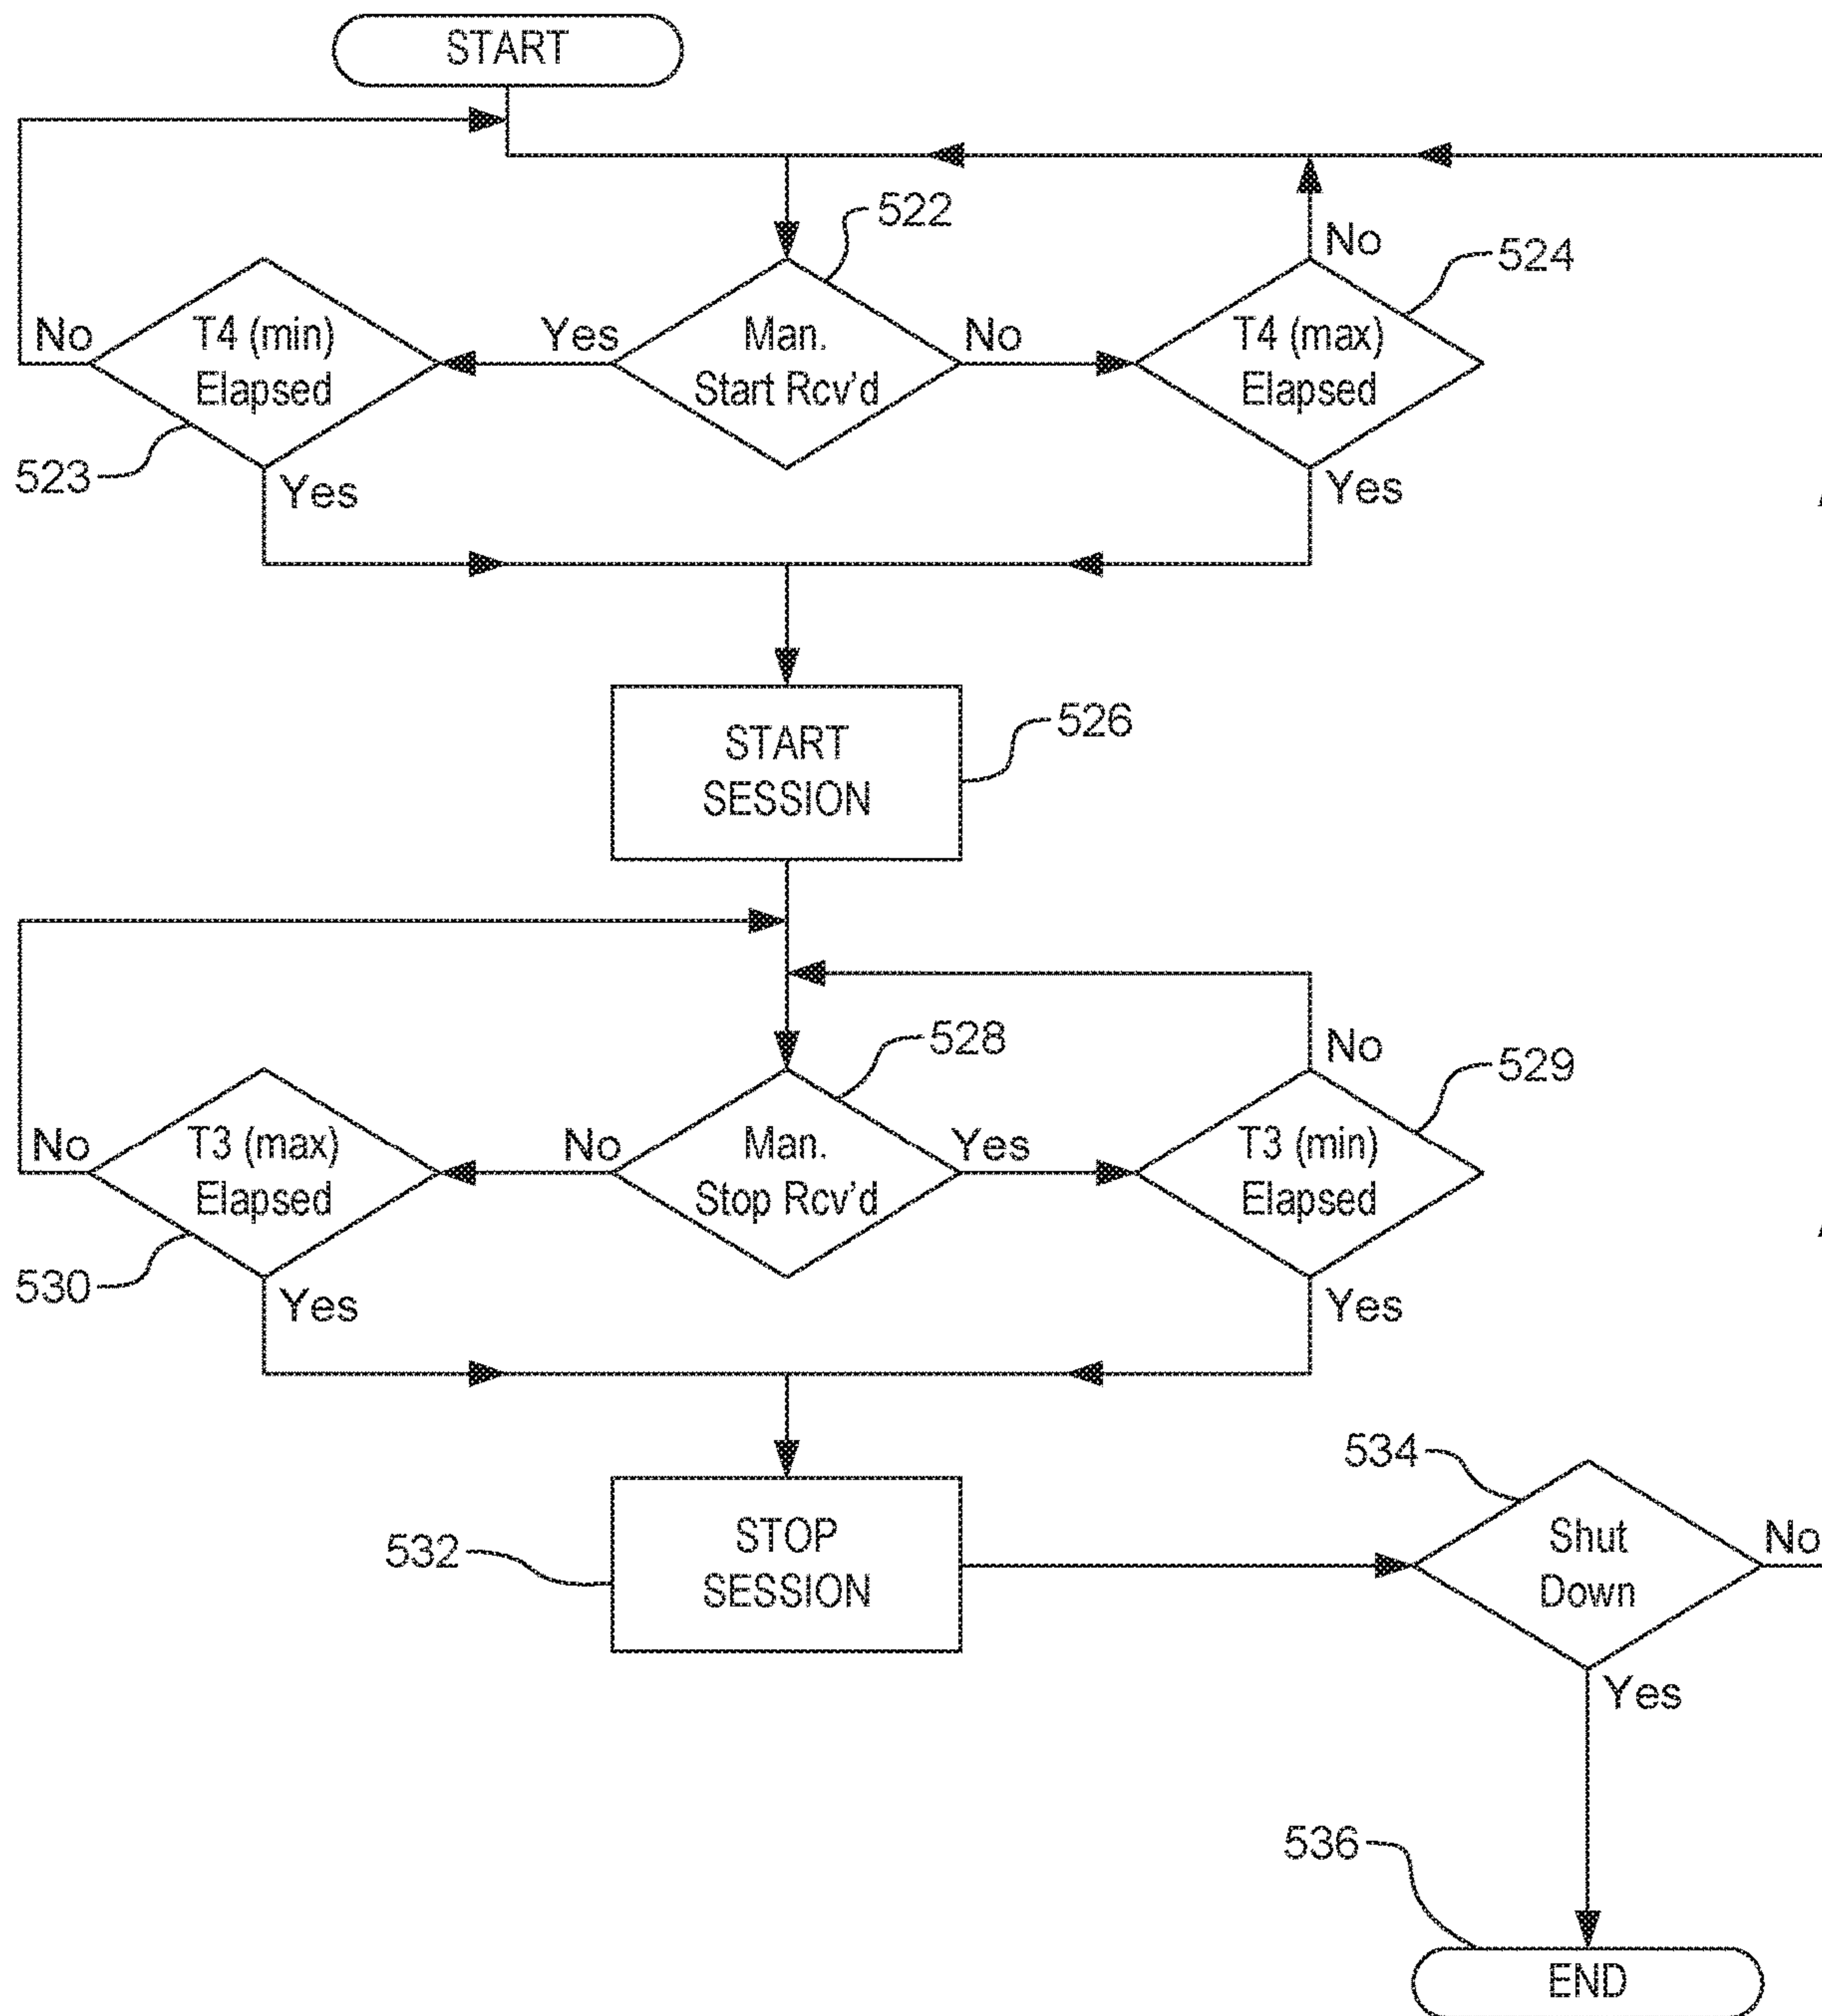 START
522
524
No
No
T4 (min)
Elapsed
Yes
Man.
Start Rcv'd
No
T4 (max)
Elapsed
523
Yes
Yes
START
SESSION
526
528
529
No
No
T3 (max)
Elapsed
No
Man.
Stop Rcv'd
Yes
T3 (min)
Elapsed
530
Yes
Yes
534
532
STOP
SESSION
Shut
Down
No
Yes
536
END